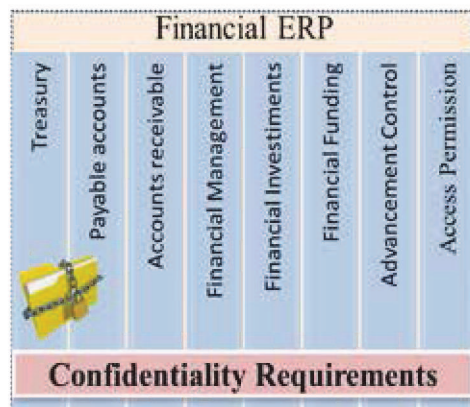 Financial ERP
Treasury
Payable accounts
Accounts receivable
Financial Management
Financial Investiments
Financial Funding
Advancement Control
Access Permission
Confidentiality Requirements